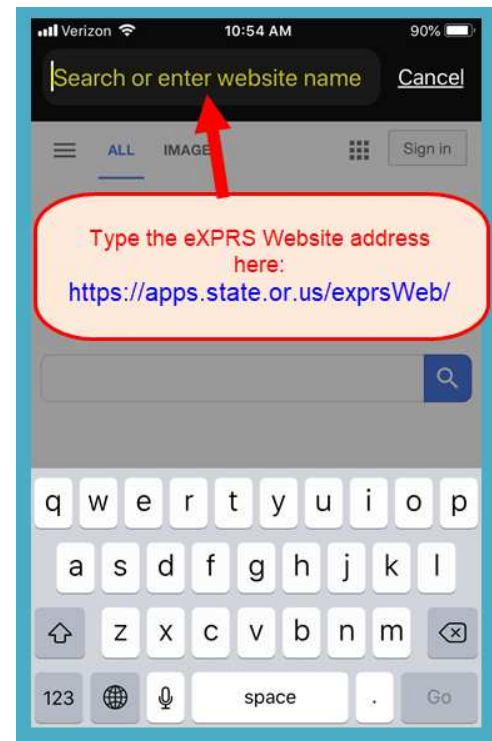 Verizon 10:54 AM 90%
Search or enter website name Cancel
ALL IMAGE Sign in
Type the eXPRS Website address
here:
https://apps.state.or.us/exprsWeb/
q w e r t y u i o p
a s d f g h j k l
z x c v b n m
123 space . Go